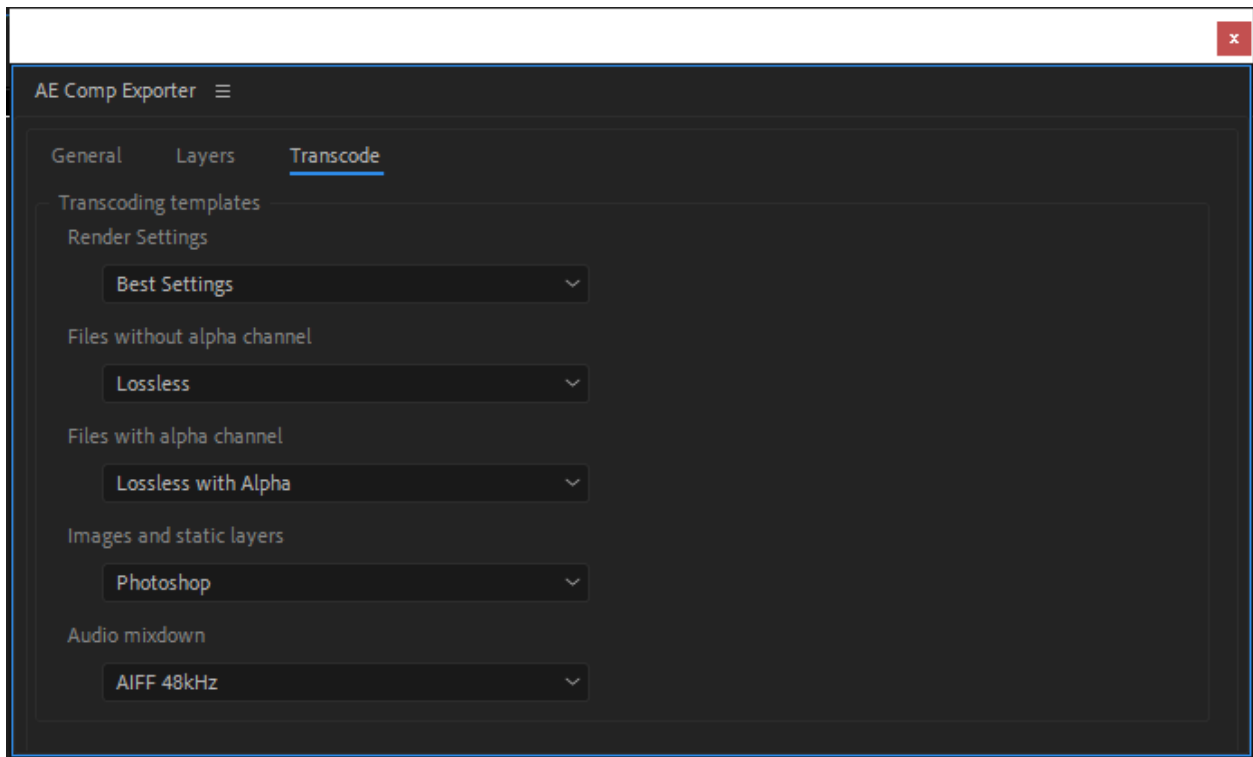 x
AE Comp Exporter ☰
General Layers Transcode
Transcoding templates
Render Settings
Best Settings
Files without alpha channel
Lossless
Files with alpha channel
Lossless with Alpha
Images and static layers
Photoshop
Audio mixdown
AIFF 48kHz